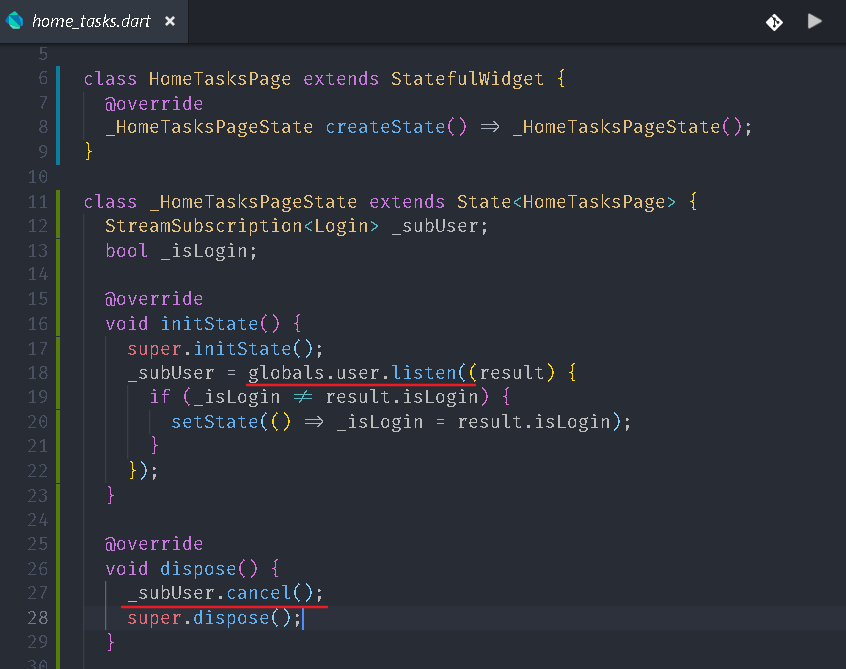 home_tasks.dart ×
5
6 class HomeTasksPage extends StatefulWidget {
7 @override
8 _HomeTasksPageState createState() => _HomeTasksPageState();
9 }
10
11 class _HomeTasksPageState extends State<HomeTasksPage> {
12 StreamSubscription<Login> _subUser;
13 bool _isLogin;
14
15 @override
16 void initState() {
17 super.initState();
18 _subUser = globals.user.listen((result) {
19 if (_isLogin != result.isLogin) {
20 setState(() => _isLogin = result.isLogin);
21 }
22 });
23 }
24
25 @override
26 void dispose() {
27 _subUser.cancel();
28 super.dispose();
29 }
30